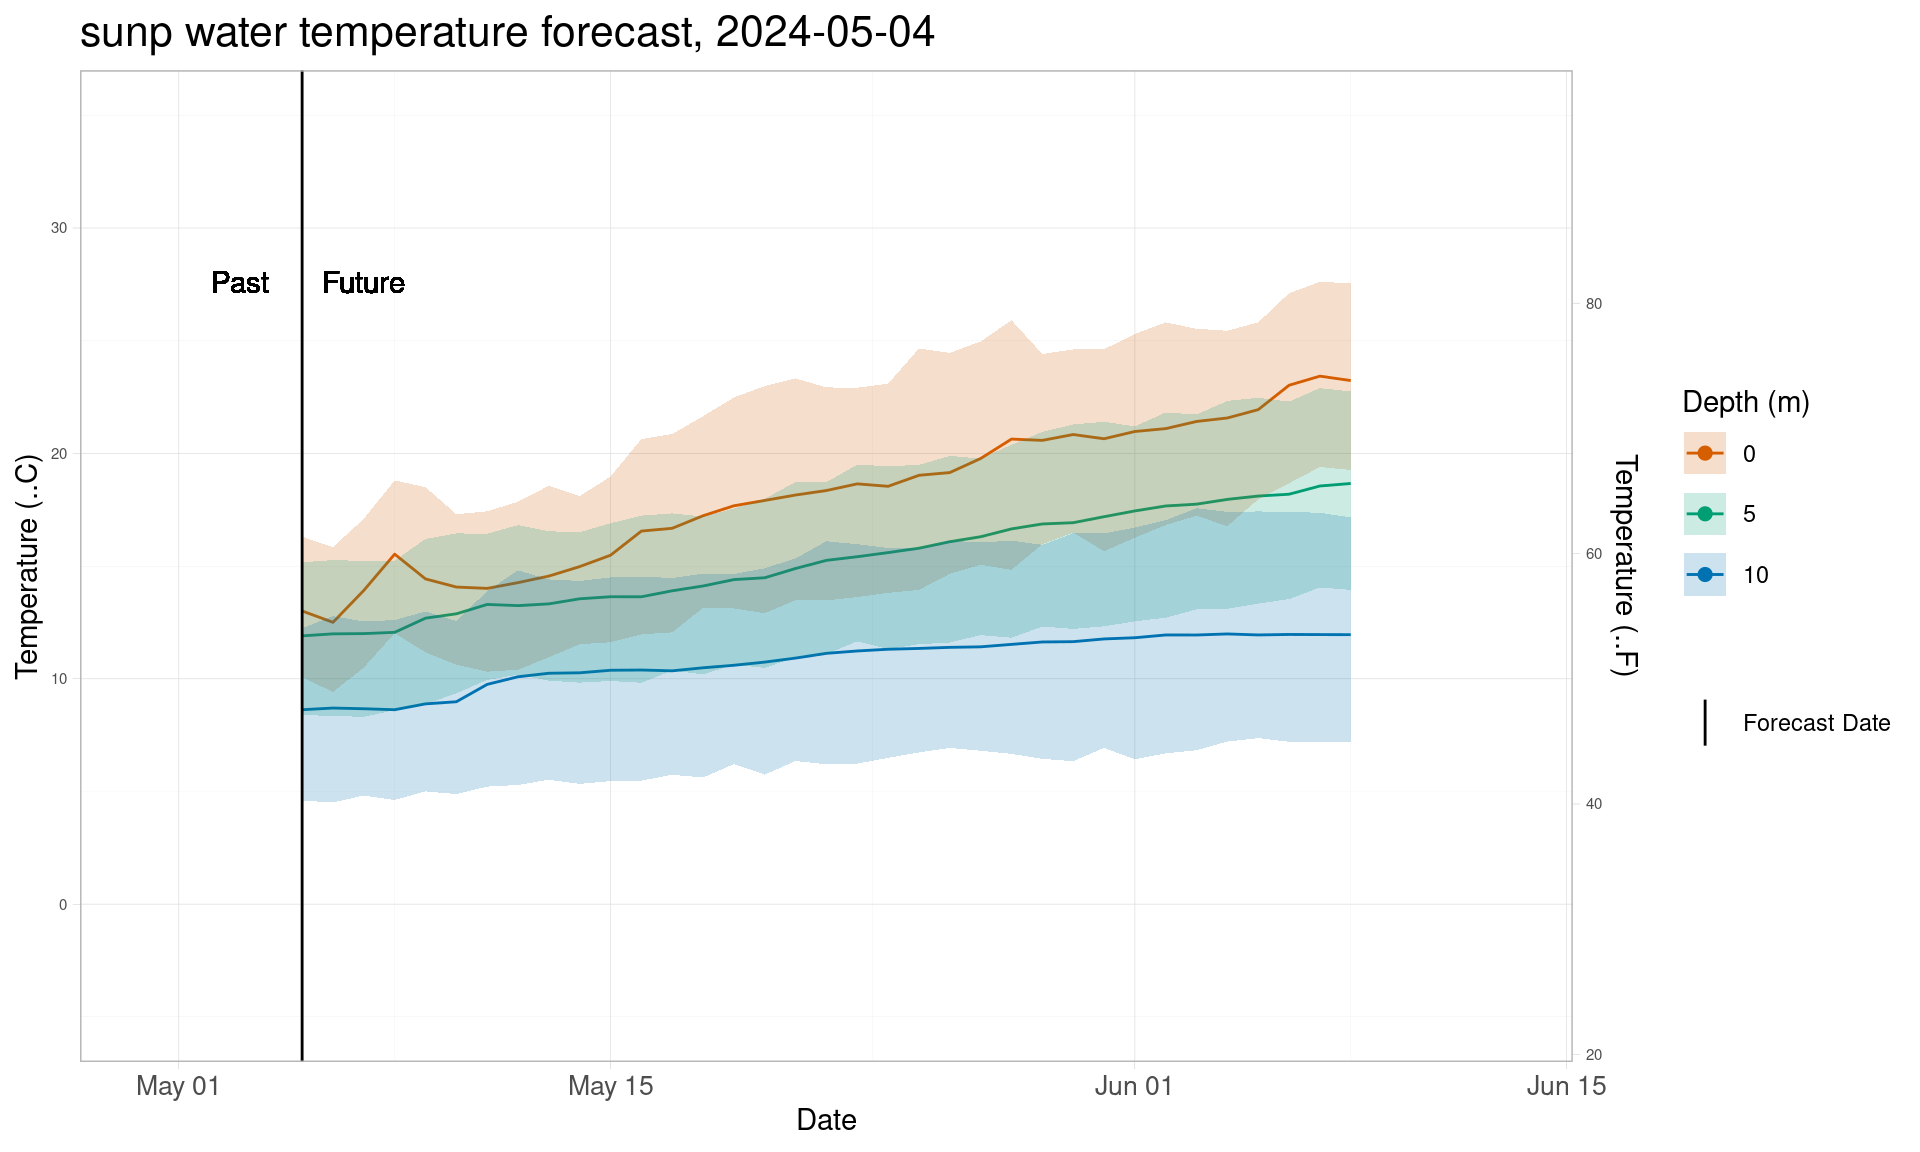 sunp water temperature forecast, 2024-05-04
Temperature (..C)
30
20
10
0
Past
Future
80
60
40
20
Temperature (..F)
May 01
May 15
Jun 01
Jun 15
Date
Depth (m)
0
5
10
Forecast Date